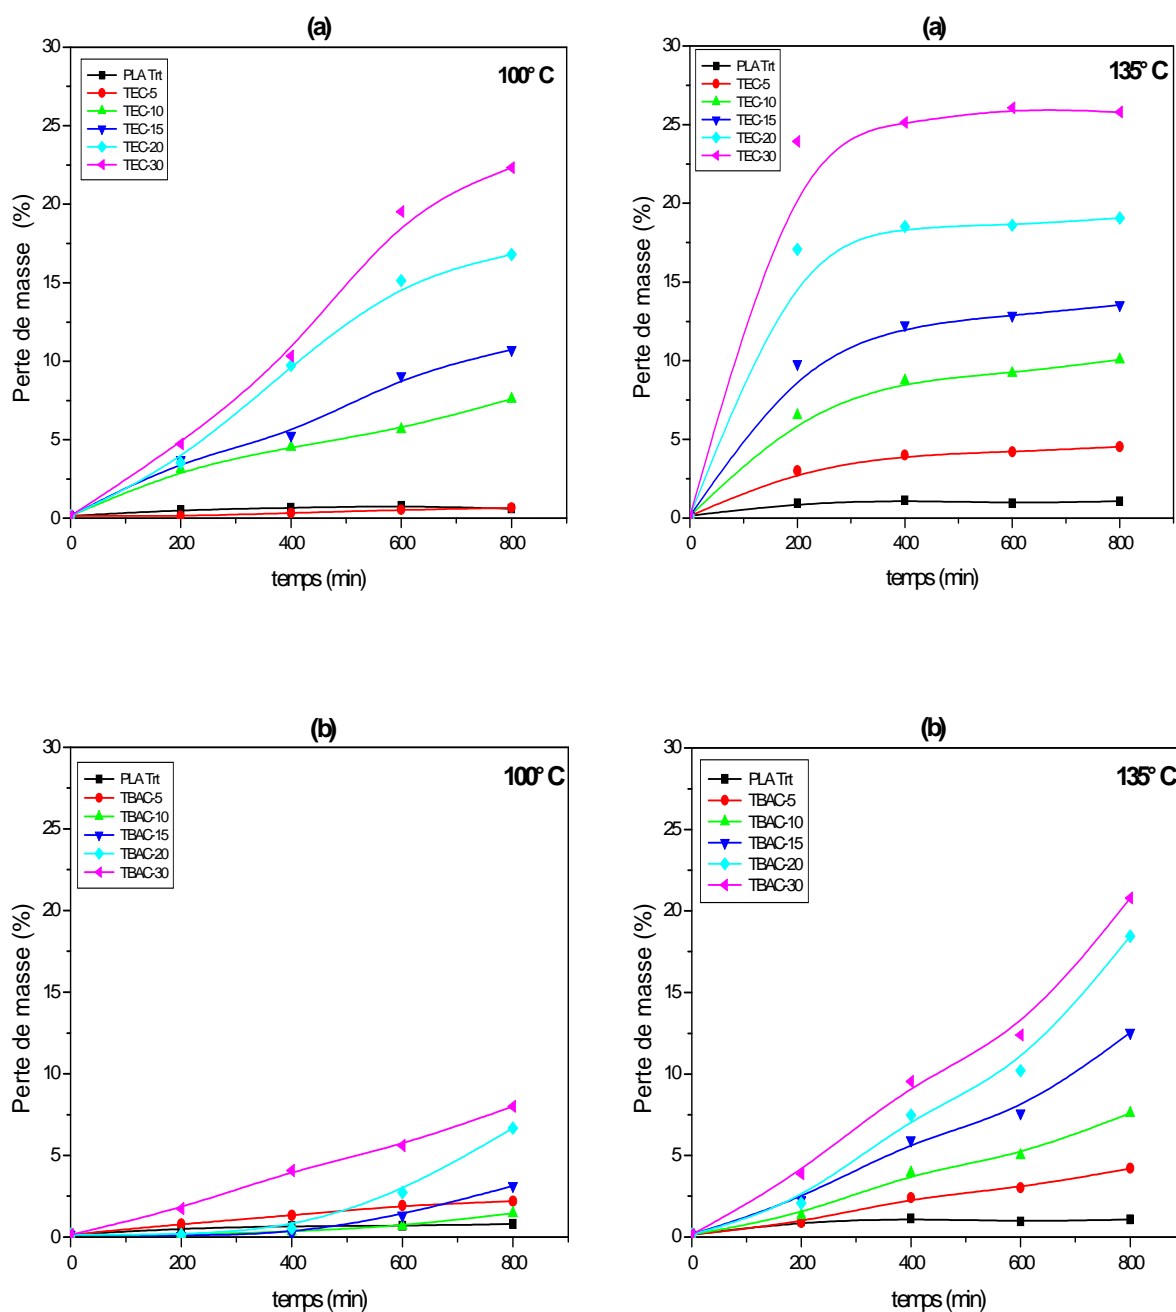 (a)
100° C
PLA Trt
TEC-5
TEC-10
TEC-15
TEC-20
TEC-30
30
25
20
15
10
5
0
Perte de masse (%)
0 200 400 600 800
temps (min)
(a)
135° C
PLA Trt
TEC-5
TEC-10
TEC-15
TEC-20
TEC-30
30
25
20
15
10
5
0
Perte de masse (%)
0 200 400 600 800
temps (min)
(b)
100° C
PLA Trt
TBAC-5
TBAC-10
TBAC-15
TBAC-20
TBAC-30
30
25
20
15
10
5
0
Perte de masse (%)
0 200 400 600 800
temps (min)
(b)
135° C
PLA Trt
TBAC-5
TBAC-10
TBAC-15
TBAC-20
TBAC-30
30
25
20
15
10
5
0
Perte de masse (%)
0 200 400 600 800
temps (min)